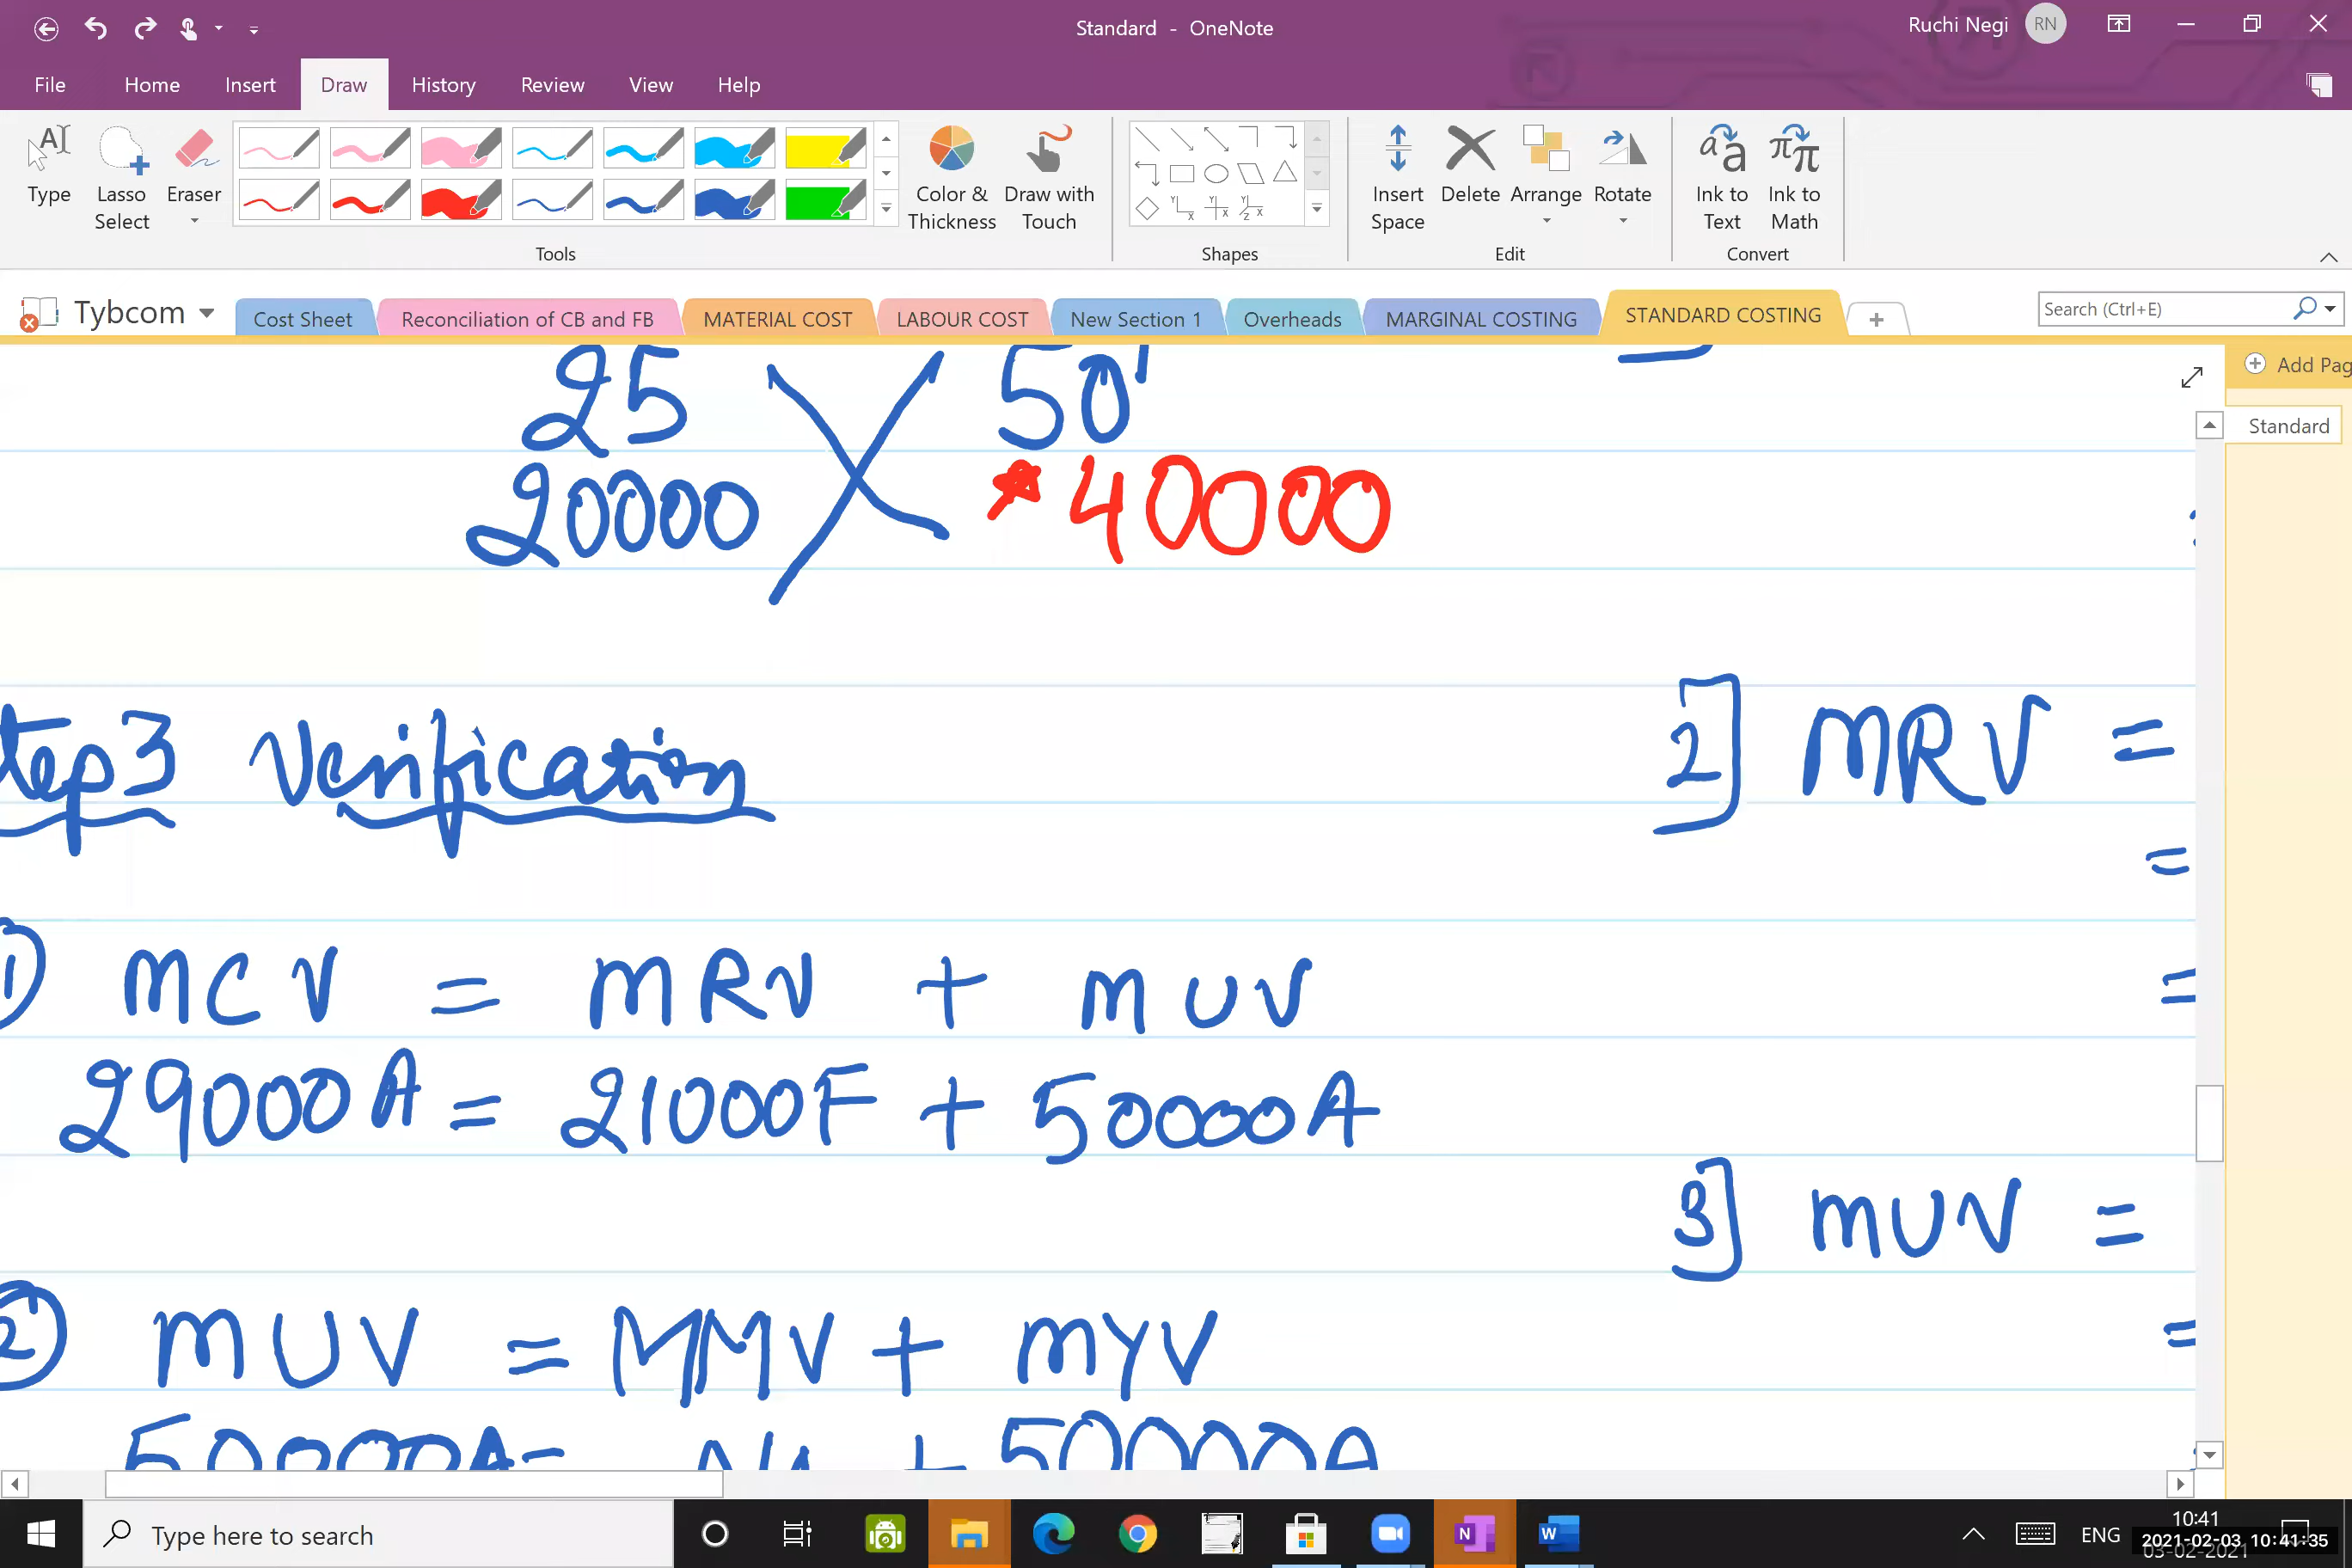 Standard - OneNote
Ruchi Negi RN
File Home Insert Draw History Review View Help
Type
Lasso Select
Eraser
Color & Thickness
Draw with Touch
Insert Space
Delete
Arrange
Rotate
Ink to Text
Ink to Math
Tools
Shapes
Edit
Convert
Tybcom
Cost Sheet
Reconciliation of CB and FB
MATERIAL COST
LABOUR COST
New Section 1
Overheads
MARGINAL COSTING
STANDARD COSTING
+
Search (Ctrl+E)
Add Pag
Standard
25 50
20000 40000
tep3 Verification
1) MCV = MRV + MUV
29000A = 21000F + 50000A
2 MUV = MMV + MYV
50000A = + 50000A
2] MRV =
=
=
3] MUV =
=
Type here to search
ENG
10:41
03-02-2021
2021-02-03 10:41:35